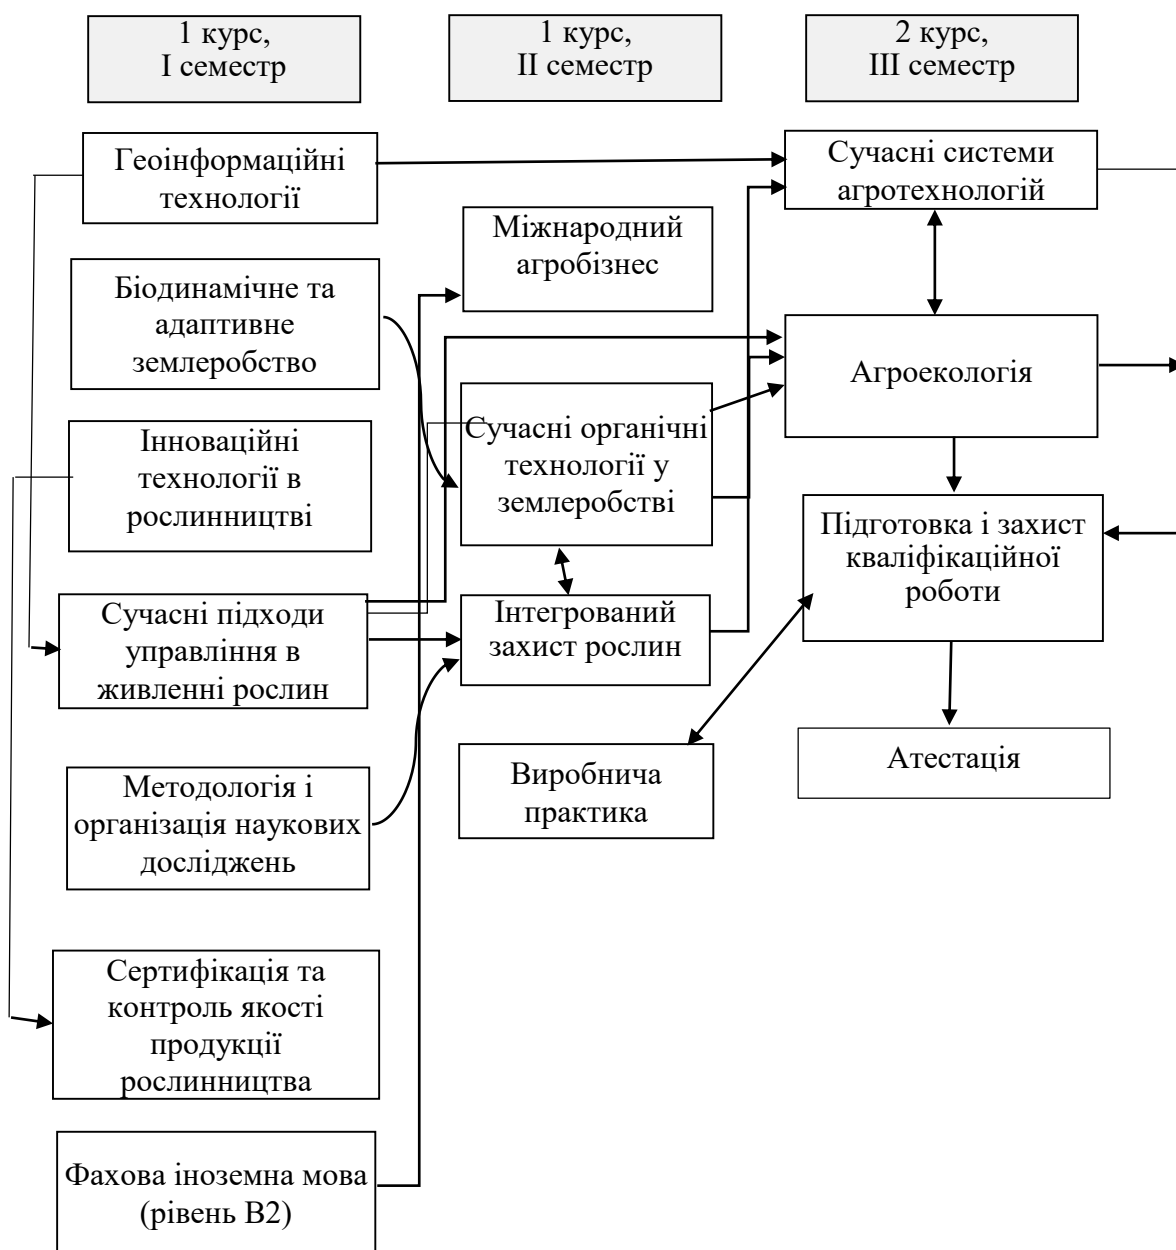 1 курс,
І семестр
1 курс,
ІІ семестр
2 курс,
ІІІ семестр
Геоінформаційні
технології
Біодинамічне та
адаптивне
землеробство
Інноваційні
технології в
рослинництві
Сучасні підходи
управління в
живленні рослин
Методологія і
організація наукових
досліджень
Сертифікація та
контроль якості
продукції
рослинництва
Фахова іноземна мова
(рівень В2)
Міжнародний
агробізнес
Сучасні органічні
технології у
землеробстві
Інтегрований
захист рослин
Виробнича
практика
Сучасні системи
агротехнологій
Агроекологія
Підготовка і захист
кваліфікаційної
роботи
Атестація